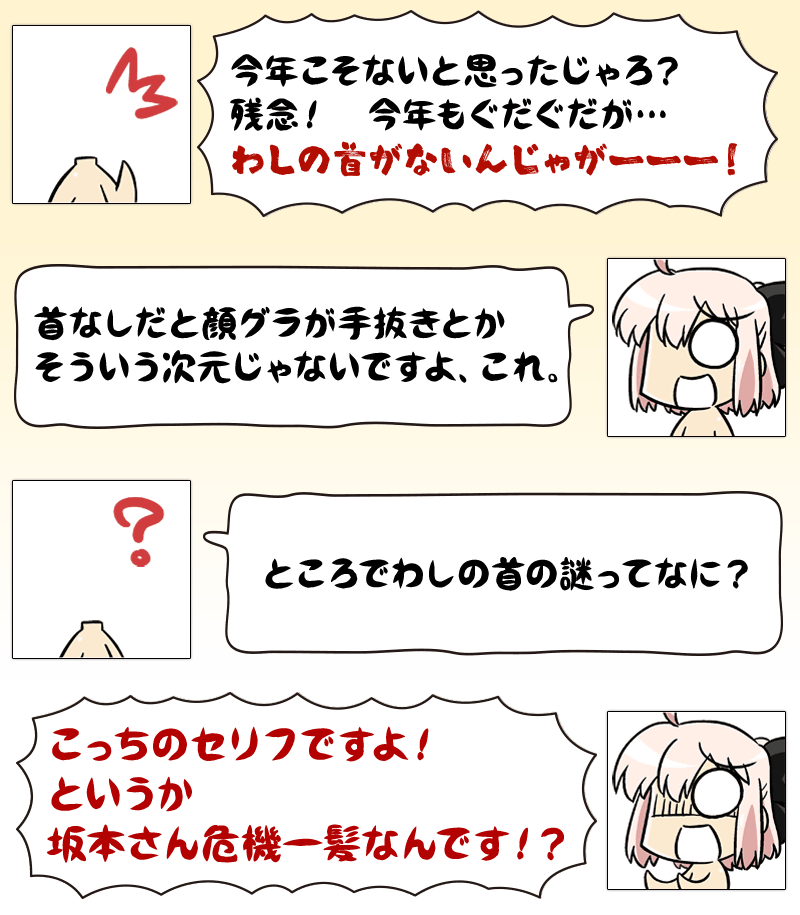 今年こそないと思ったじゃろ?
残念! 今年もぐだぐだが…
わしの首がないんじゃがーーー!
首なしだと顔グラが手抜きとか
そういう次元じゃないですよ、これ。
?
ところでわしの首の謎ってなに?
こっちのセリフですよ!
というか
坂本さん危機一髪なんです!?